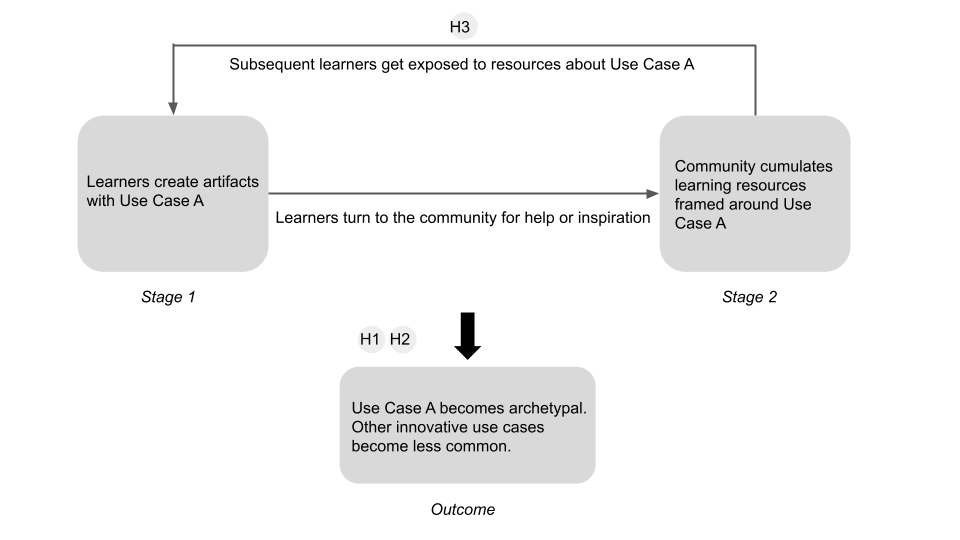 H3
Subsequent learners get exposed to resources about Use Case A
Learners create artifacts
with Use Case A
Learners turn to the community for help or inspiration
Community cumulates
learning resources
framed around Use
Case A
Stage 1
Stage 2
H1 H2
Use Case A becomes archetypal.
Other innovative use cases
become less common.
Outcome